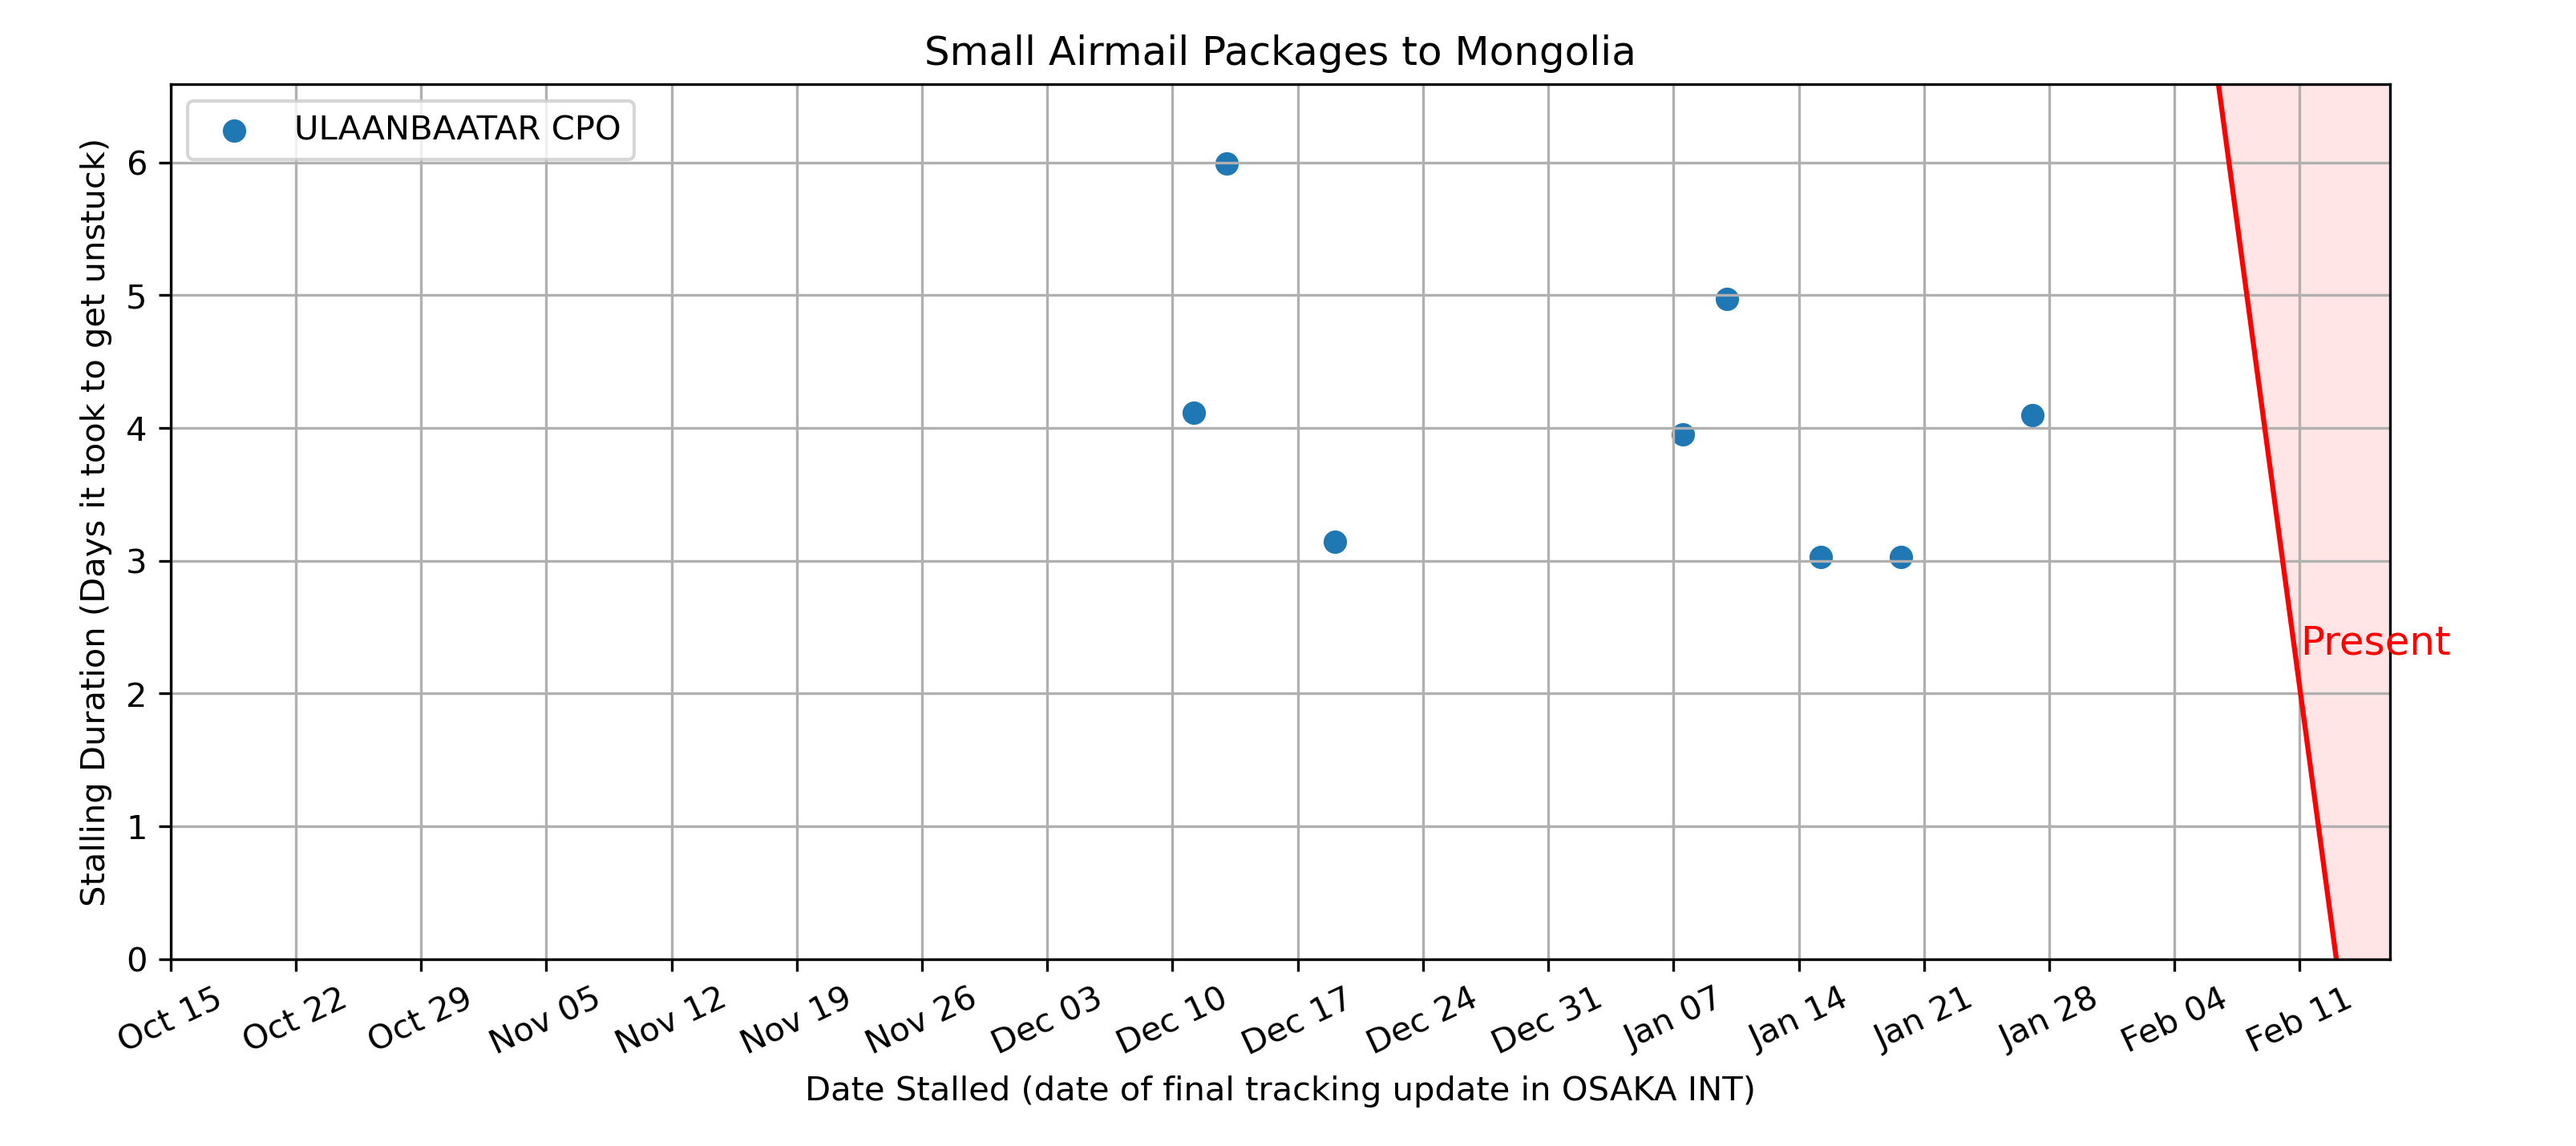 Small Airmail Packages to Mongolia
ULAANBAATAR CPO
Stalling Duration (Days it took to get unstuck)
6
5
4
3
2
1
0
Present
Oct 15 Oct 22 Oct 29 Nov 05 Nov 12 Nov 19 Nov 26 Dec 03 Dec 10 Dec 17 Dec 24 Dec 31 Jan 07 Jan 14 Jan 21 Jan 28 Feb 04 Feb 11
Date Stalled (date of final tracking update in OSAKA INT)